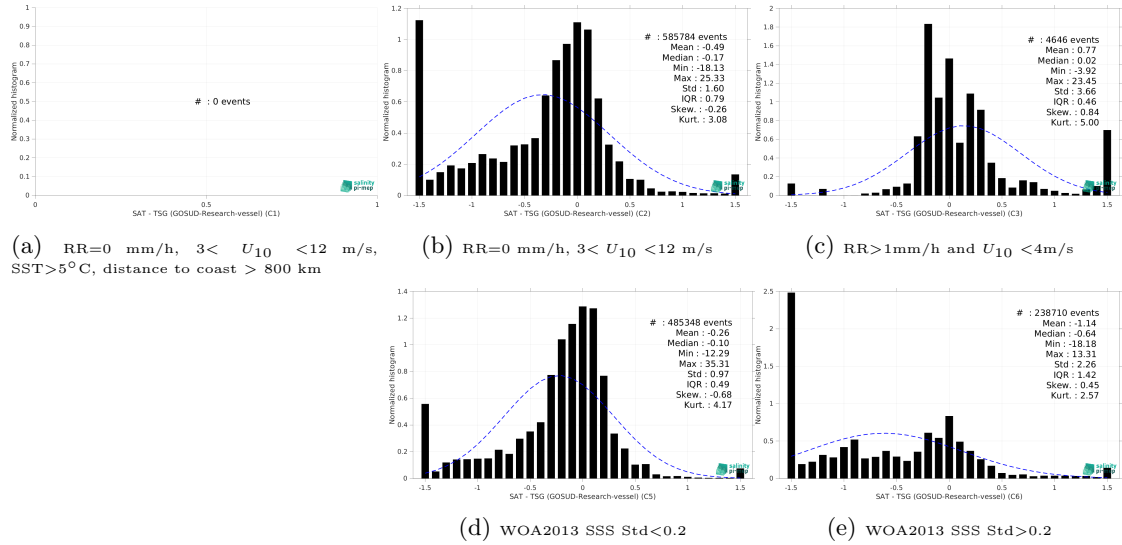 1
0.9
0.8
0.7
0.6
0.5
0.4
0.3
0.2
0.1
0
Normalized histogram
# : 0 events
salinity
pi-mep
0 0.5 1
SAT - TSG (GOSUD-Research-vessel) (C1)
(a) RR=0 mm/h, 3< U10 <12 m/s,
SST>5°C, distance to coast > 800 km
1.2
1
0.8
0.6
0.4
0.2
0
Normalized histogram
# : 585784 events
Mean : -0.49
Median : -0.17
Min : -18.13
Max : 25.33
Std : 1.60
IQR : 0.79
Skew. : -0.26
Kurt. : 3.08
salinity
pi-mep
-1.5 -1 -0.5 0 0.5 1 1.5
SAT - TSG (GOSUD-Research-vessel) (C2)
(b) RR=0 mm/h, 3< U10 <12 m/s
2
1.8
1.6
1.4
1.2
1
0.8
0.6
0.4
0.2
0
Normalized histogram
# : 4646 events
Mean : 0.77
Median : 0.02
Min : -3.92
Max : 23.45
Std : 3.66
IQR : 0.46
Skew. : 0.84
Kurt. : 5.00
salinity
pi-mep
-1.5 -1 -0.5 0 0.5 1 1.5
SAT - TSG (GOSUD-Research-vessel) (C3)
(c) RR>1mm/h and U10 <4m/s
1.4
1.2
1
0.8
0.6
0.4
0.2
0
Normalized histogram
# : 485348 events
Mean : -0.26
Median : -0.10
Min : -12.29
Max : 35.31
Std : 0.97
IQR : 0.49
Skew. : -0.68
Kurt. : 4.17
salinity
pi-mep
-1.5 -1 -0.5 0 0.5 1 1.5
SAT - TSG (GOSUD-Research-vessel) (C5)
(d) WOA2013 SSS Std<0.2
2.5
2
1.5
1
0.5
0
Normalized histogram
# : 238710 events
Mean : -1.14
Median : -0.64
Min : -18.18
Max : 13.31
Std : 2.26
IQR : 1.42
Skew. : 0.45
Kurt. : 2.57
salinity
pi-mep
-1.5 -1 -0.5 0 0.5 1 1.5
SAT - TSG (GOSUD-Research-vessel) (C6)
(e) WOA2013 SSS Std>0.2